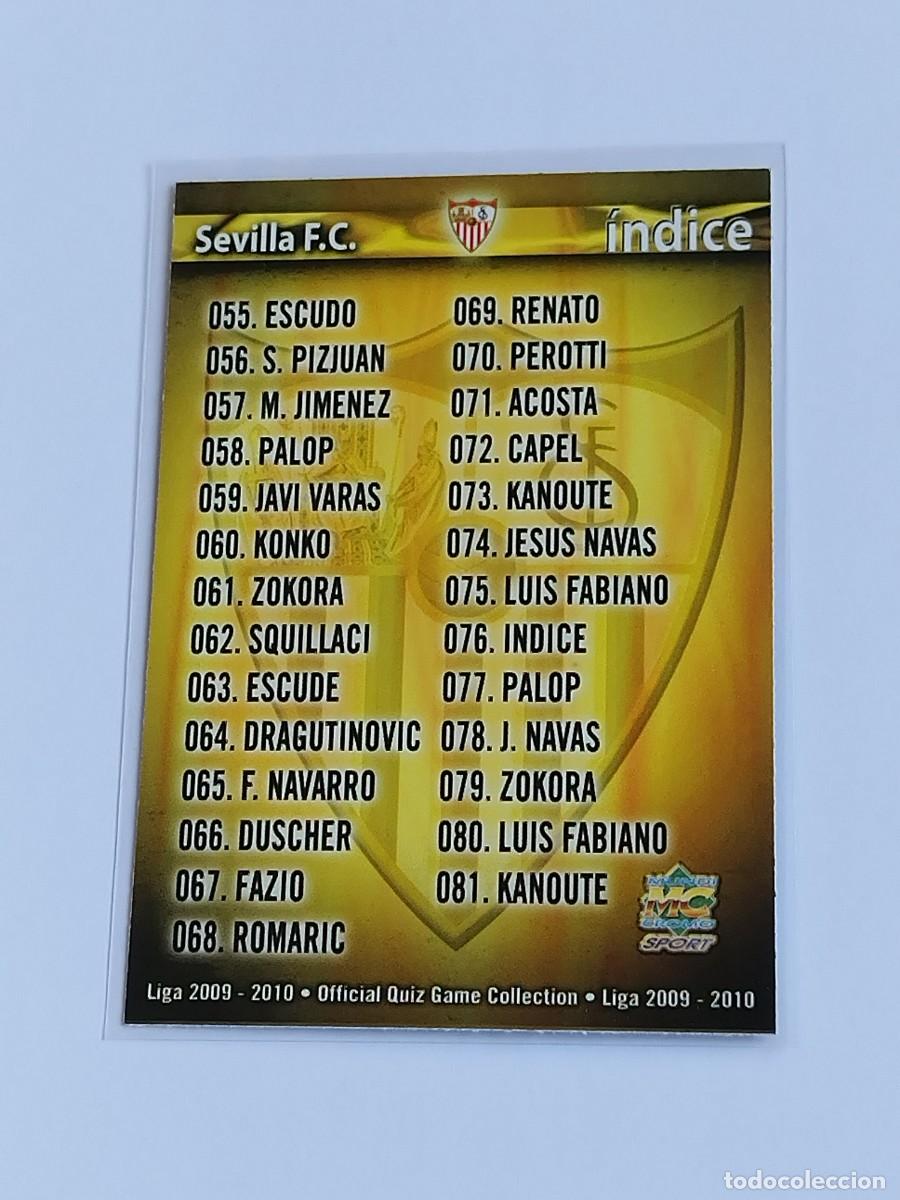 Sevilla F.C.
índice
055. ESCUDO
056. S. PIZJUAN
057. M. JIMENEZ
058. PALOP
059. JAVI VARAS
060. KONKO
061. ZOKORA
062. SQUILLACI
063. ESCUDE
064. DRAGUTINOVIC
065. F. NAVARRO
066. DUSCHER
067. FAZIO
068. ROMARIC
069. RENATO
070. PEROTTI
071. ACOSTA
072. CAPEL
073. KANOUTE
074. JESUS NAVAS
075. LUIS FABIANO
076. INDICE
077. PALOP
078. J. NAVAS
079. ZOKORA
080. LUIS FABIANO
081. KANOUTE
MUNDI
MC
CROMO
SPORT
Liga 2009 - 2010 • Official Quiz Game Collection • Liga 2009 - 2010
todocoleccion